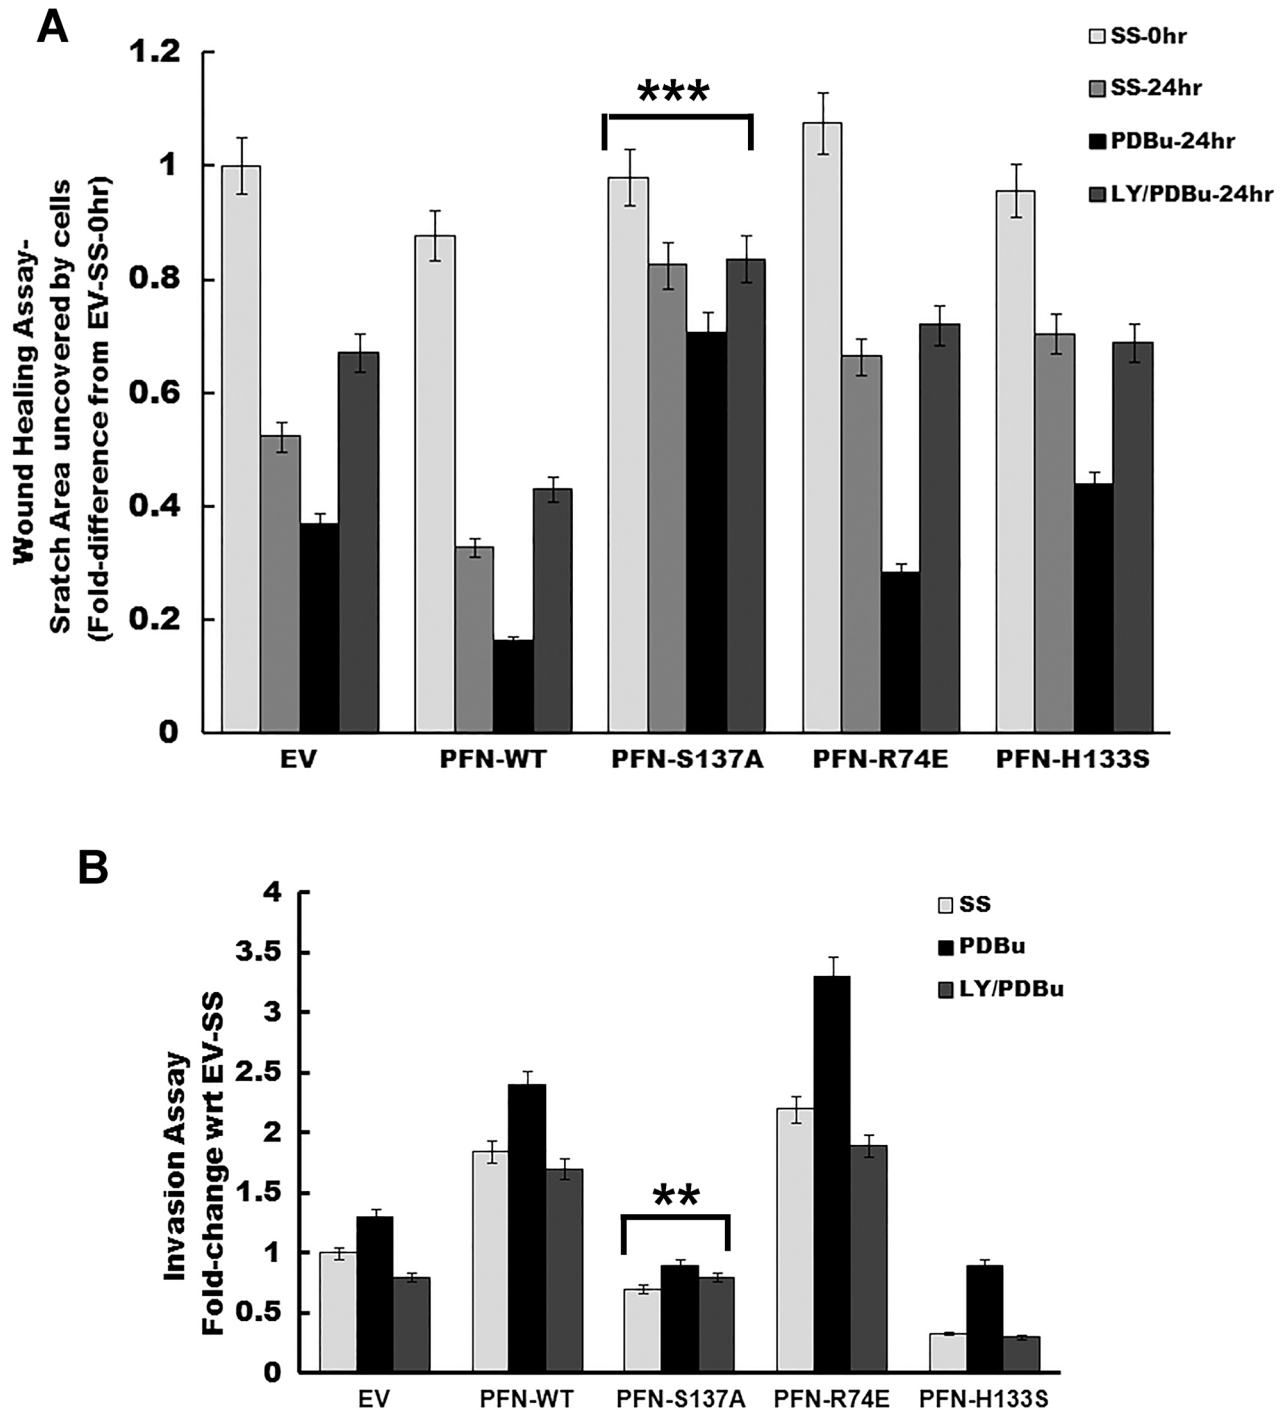 A
SS-0hr
SS-24hr
PDBu-24hr
LY/PDBu-24hr
***
1.2
1
0.8
0.6
0.4
0.2
0
Wound Healing Assay-
Sratch Area uncovered by cells
(Fold-difference from EV-SS-0hr)
EV PFN-WT PFN-S137A PFN-R74E PFN-H133S
B
SS
PDBu
LY/PDBu
**
4
3.5
3
2.5
2
1.5
1
0.5
0
Invasion Assay
Fold-change wrt EV-SS
EV PFN-WT PFN-S137A PFN-R74E PFN-H133S